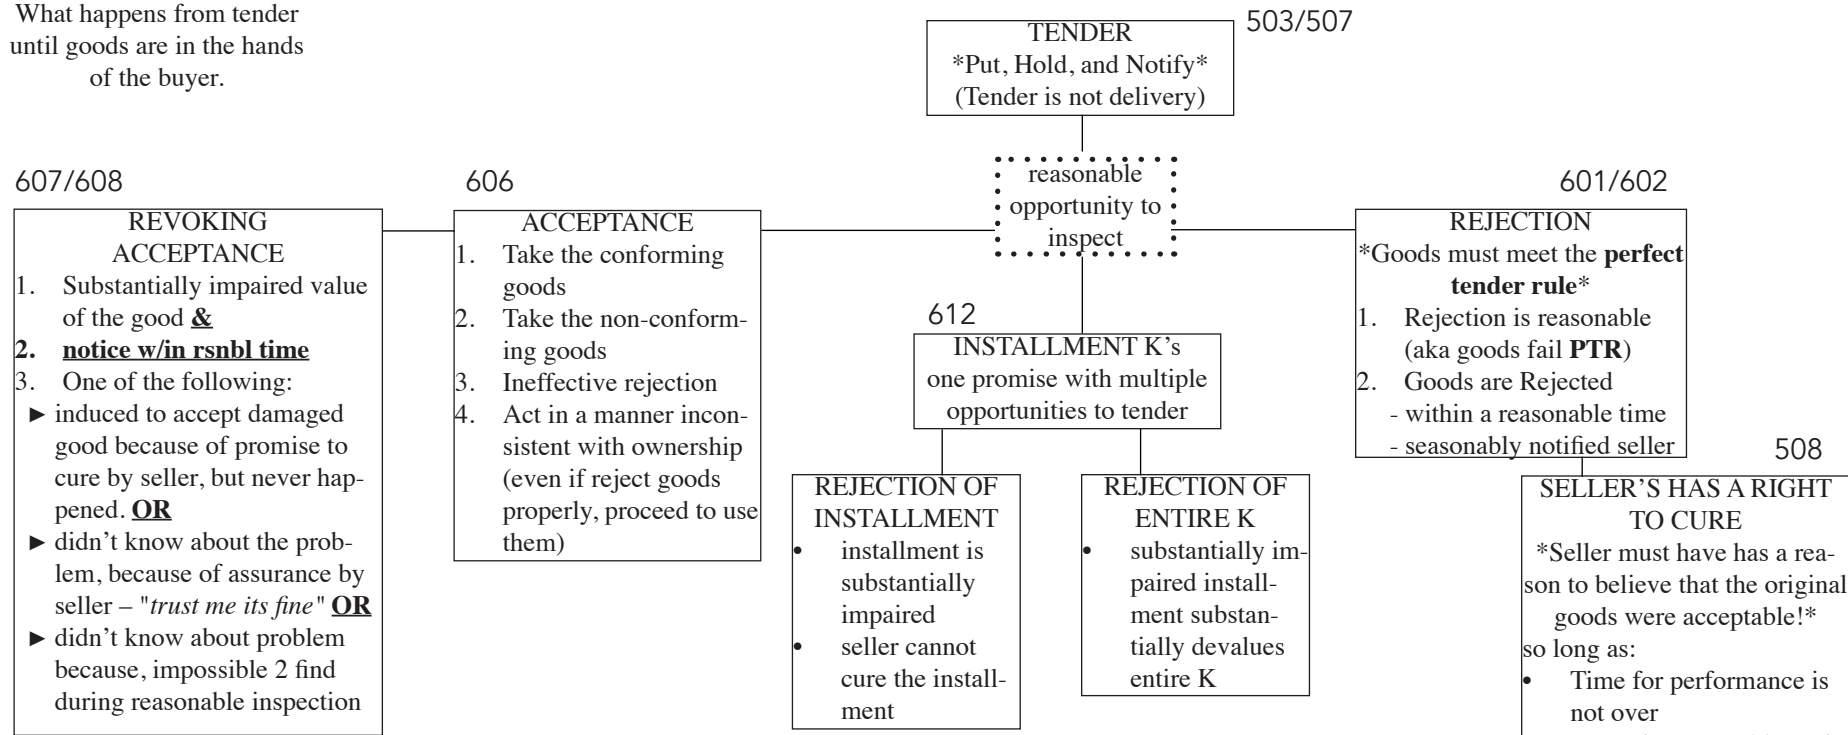 What happens from tender
until goods are in the hands
of the buyer.
503/507
TENDER
*Put, Hold, and Notify*
(Tender is not delivery)
reasonable
opportunity to
inspect
607/608
REVOKING
ACCEPTANCE
1. Substantially impaired value
of the good &
2. notice w/in rsnbl time
3. One of the following:
► induced to accept damaged
good because of promise to
cure by seller, but never hap-
pened. OR
► didn't know about the prob-
lem, because of assurance by
seller – "trust me its fine" OR
► didn't know about problem
because, impossible 2 find
during reasonable inspection
606
ACCEPTANCE
1. Take the conforming
goods
2. Take the non-conform-
ing goods
3. Ineffective rejection
4. Act in a manner incon-
sistent with ownership
(even if reject goods
properly, proceed to use
them)
612
INSTALLMENT K's
one promise with multiple
opportunities to tender
REJECTION OF
INSTALLMENT
• installment is
substantially
impaired
• seller cannot
cure the install-
ment
REJECTION OF
ENTIRE K
• substantially im-
paired install-
ment substan-
tially devalues
entire K
601/602
REJECTION
*Goods must meet the perfect
tender rule*
1. Rejection is reasonable
(aka goods fail PTR)
2. Goods are Rejected
- within a reasonable time
- seasonably notified seller
508
SELLER'S HAS A RIGHT
TO CURE
*Seller must have has a rea-
son to believe that the original
goods were acceptable!*
so long as:
• Time for performance is
not over